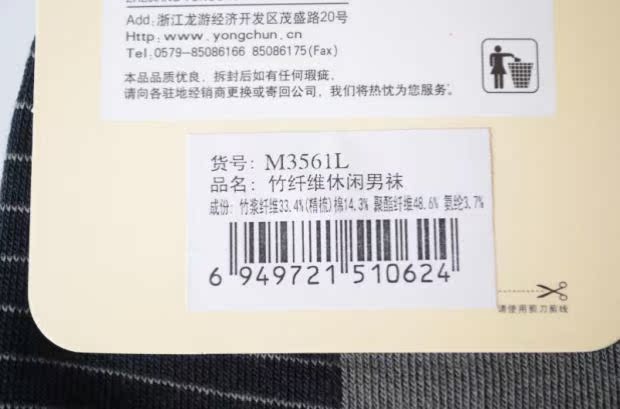 Add:浙江龙游经济开发区茂盛路20号
Http:www.yongchun.cn
Tel:0579-85086166 85086175(Fax)
本品品质优良，拆封后如有任何瑕疵，
请向各驻地经销商更换或寄回公司，我们将热忱为您服务。
货号：M3561L
品名：竹纤维休闲男袜
成份：竹浆纤维33.4%(精梳)棉14.3% 聚酯纤维48.6% 氨纶3.7%
6 949721 510624
请使用剪刀剪线